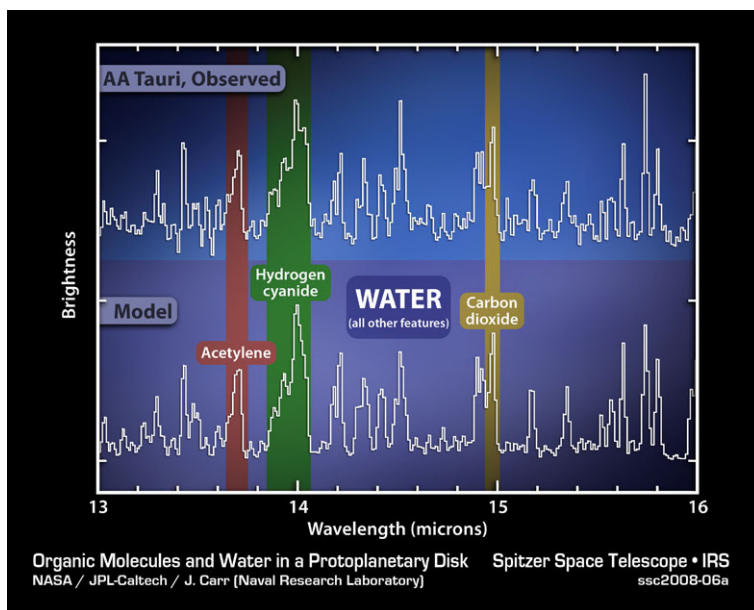 AA Tauri, Observed
Hydrogen
cyanide
WATER
(all other features)
Carbon
dioxide
Model
Acetylene
Brightness
13 14 15 16
Wavelength (microns)
Organic Molecules and Water in a Protoplanetary Disk Spitzer Space Telescope • IRS
NASA / JPL-Caltech / J. Carr (Naval Research Laboratory) ssc2008-06a